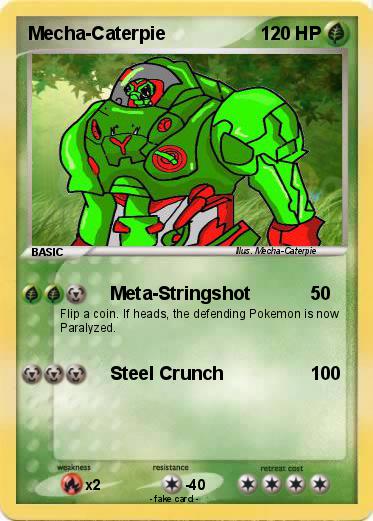 Mecha-Caterpie 120 HP
BASIC Illus. Mecha-Caterpie
Meta-Stringshot 50
Flip a coin. If heads, the defending Pokemon is now
Paralyzed.
Steel Crunch 100
weakness resistance retreat cost
x2 -40
- fake card -